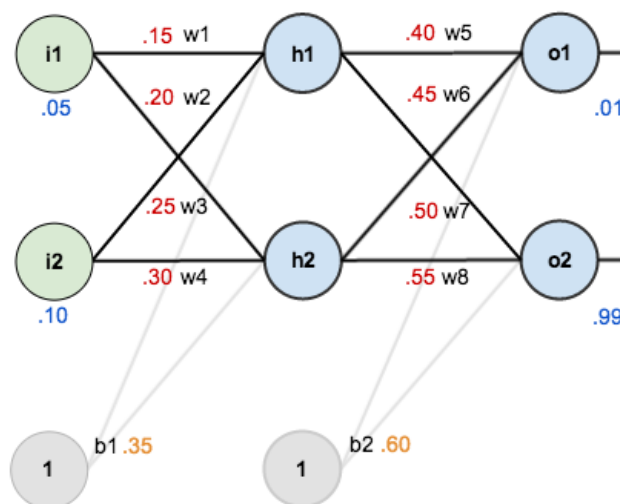 i1 .15 w1 h1 .40 w5 o1
.20 w2 .45 w6
.05 .01
.25 w3 .50 w7
i2 .30 w4 h2 .55 w8 o2
.10 .99
1 b1 .35 1 b2 .60